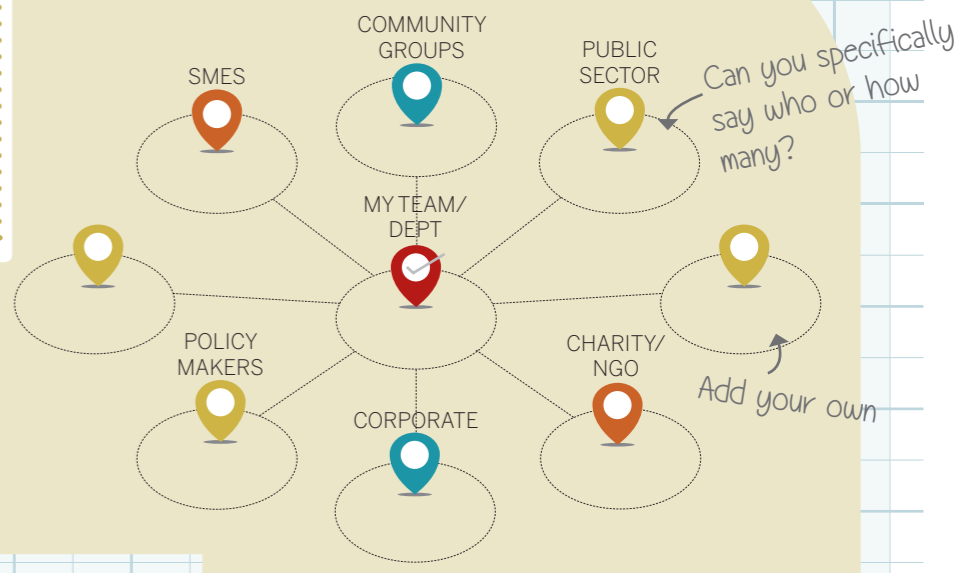 COMMUNITY
GROUPS
SMES
PUBLIC
SECTOR
Can you specifically
say who or how
many?
MY TEAM/
DEPT
POLICY
MAKERS
CHARITY/
NGO
CORPORATE
Add your own